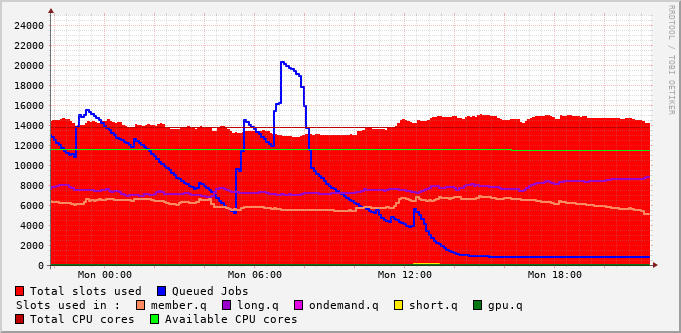 RRDTOOL / TOBI OETIKER
24000
22000
20000
18000
16000
14000
12000
10000
8000
6000
4000
2000
0
Mon 00:00 Mon 06:00 Mon 12:00 Mon 18:00
Total slots used Queued Jobs
Slots used in : member.q long.q ondemand.q short.q gpu.q
Total CPU cores Available CPU cores